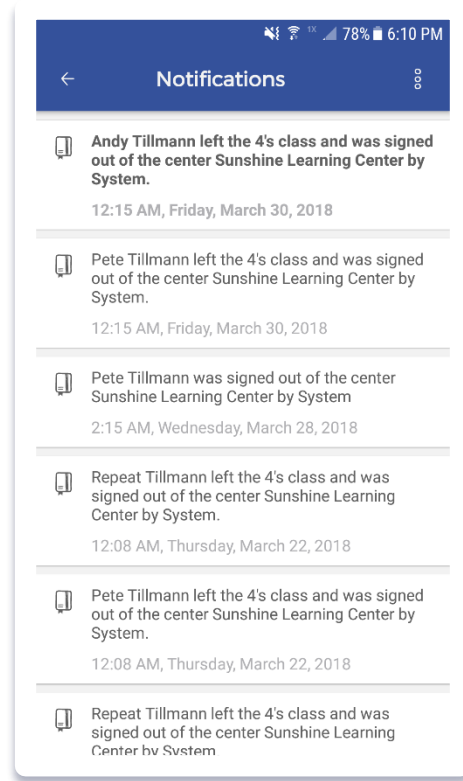 1X 78% 6:10 PM
Notifications
Andy Tillmann left the 4's class and was signed
out of the center Sunshine Learning Center by
System.
12:15 AM, Friday, March 30, 2018
Pete Tillmann left the 4's class and was signed
out of the center Sunshine Learning Center by
System.
12:15 AM, Friday, March 30, 2018
Pete Tillmann was signed out of the center
Sunshine Learning Center by System
2:15 AM, Wednesday, March 28, 2018
Repeat Tillmann left the 4's class and was
signed out of the center Sunshine Learning
Center by System.
12:08 AM, Thursday, March 22, 2018
Pete Tillmann left the 4's class and was signed
out of the center Sunshine Learning Center by
System.
12:08 AM, Thursday, March 22, 2018
Repeat Tillmann left the 4's class and was
signed out of the center Sunshine Learning
Center by System